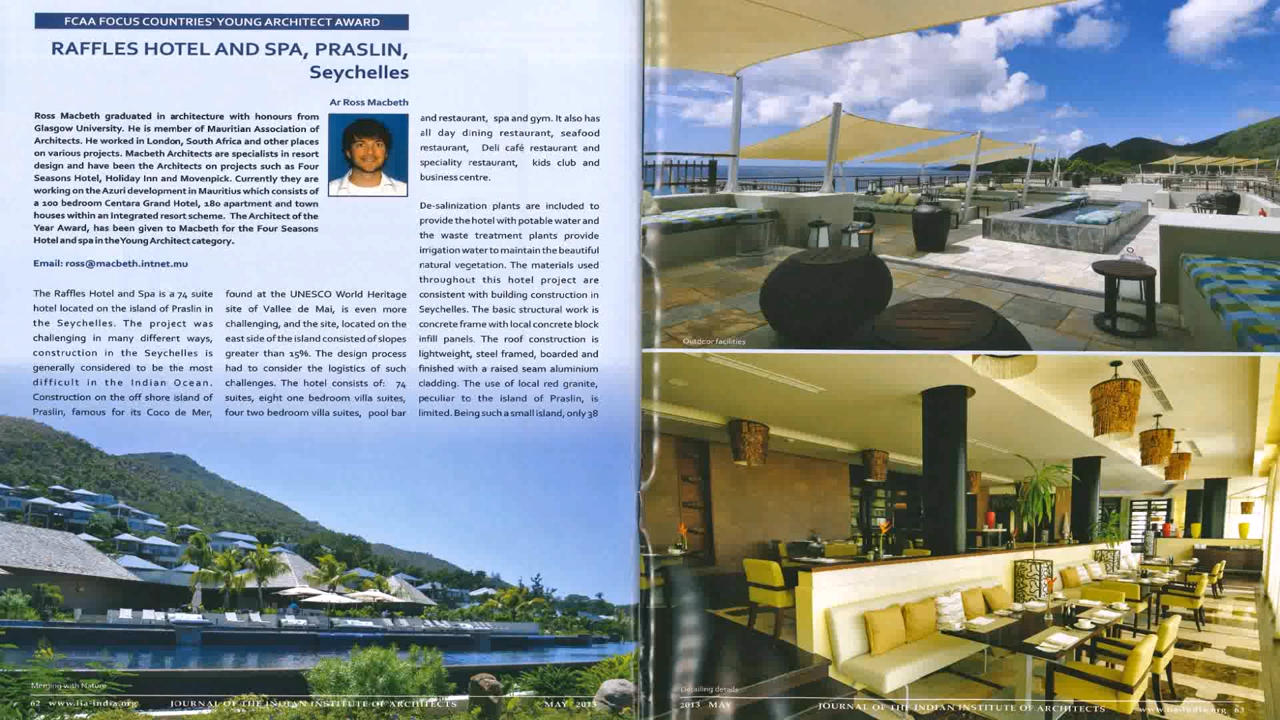 FCAA FOCUS COUNTRIES' YOUNG ARCHITECT AWARD
RAFFLES HOTEL AND SPA, PRASLIN,
Seychelles
Ar Ross Macbeth
Ross Macbeth graduated in architecture with honours from
Glasgow University. He is member of Mauritian Association of
Architects. He worked in London, South Africa and other places
on various projects. Macbeth Architects are specialists in resort
design and have been the Architects on projects such as Four
Seasons Hotel, Holiday Inn and Movenpick. Currently they are
working on the Azuri development in Mauritius which consists of
a 100 bedroom Centara Grand Hotel, 180 apartment and town
houses within an integrated resort scheme. The Architect of the
Year Award, has been given to Macbeth for the Four Seasons
Hotel and spa in the Young Architect category.
Email: ross@macbeth.intnet.mu
The Raffles Hotel and Spa is a 74 suite
hotel located on the island of Praslin in
the Seychelles. The project was
challenging in many different ways,
construction in the Seychelles is
generally considered to be the most
difficult in the Indian Ocean.
Construction on the off shore island of
Praslin, famous for its Coco de Mer,
found at the UNESCO World Heritage
site of Vallee de Mai, is even more
challenging, and the site, located on the
east side of the island consisted of slopes
greater than 15%. The design process
had to consider the logistics of such
challenges. The hotel consists of: 74
suites, eight one bedroom villa suites,
four two bedroom villa suites, pool bar
and restaurant, spa and gym. It also has
all day dining restaurant, seafood
restaurant, Deli café restaurant and
speciality restaurant, kids club and
business centre.
De-salinization plants are included to
provide the hotel with potable water and
the waste treatment plants provide
irrigation water to maintain the beautiful
natural vegetation. The materials used
throughout this hotel project are
consistent with building construction in
Seychelles. The basic structural work is
concrete frame with local concrete block
infill panels. The roof construction is
lightweight, steel framed, boarded and
finished with a raised seam aluminium
cladding. The use of local red granite,
peculiar to the island of Praslin, is
limited. Being such a small island, only 38
Merging with Nature
62 www.iia-india.org JOURNAL OF THE INDIAN INSTITUTE OF ARCHITECTS MAY 2013
Outdoor facilities
Detailing details
2013 MAY JOURNAL OF THE INDIAN INSTITUTE OF ARCHITECTS www.iia-india.org 63